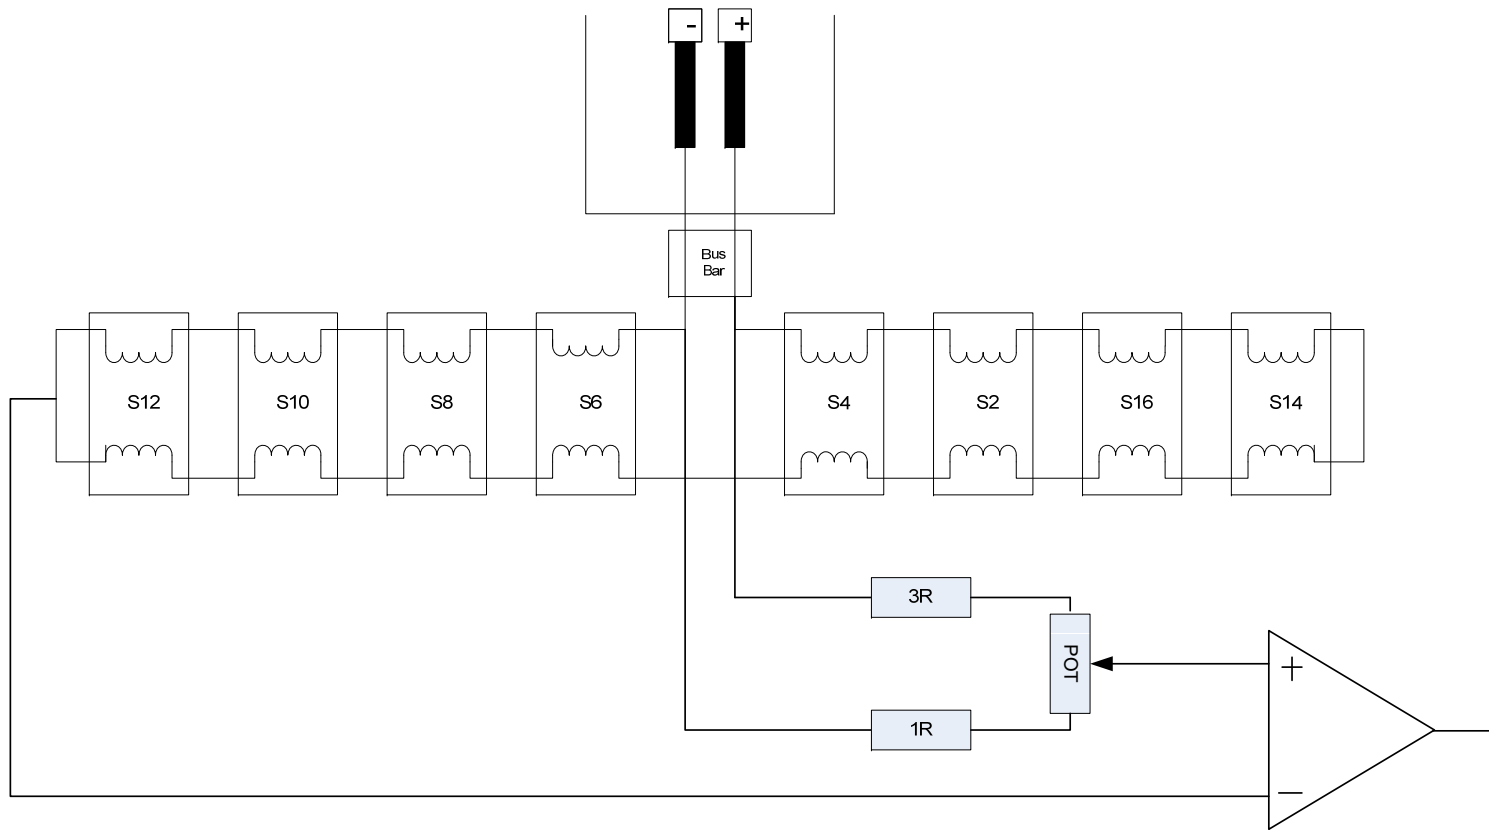 - +
Bus
Bar
S12 S10 S8 S6 S4 S2 S16 S14
3R
POT
1R
+
-